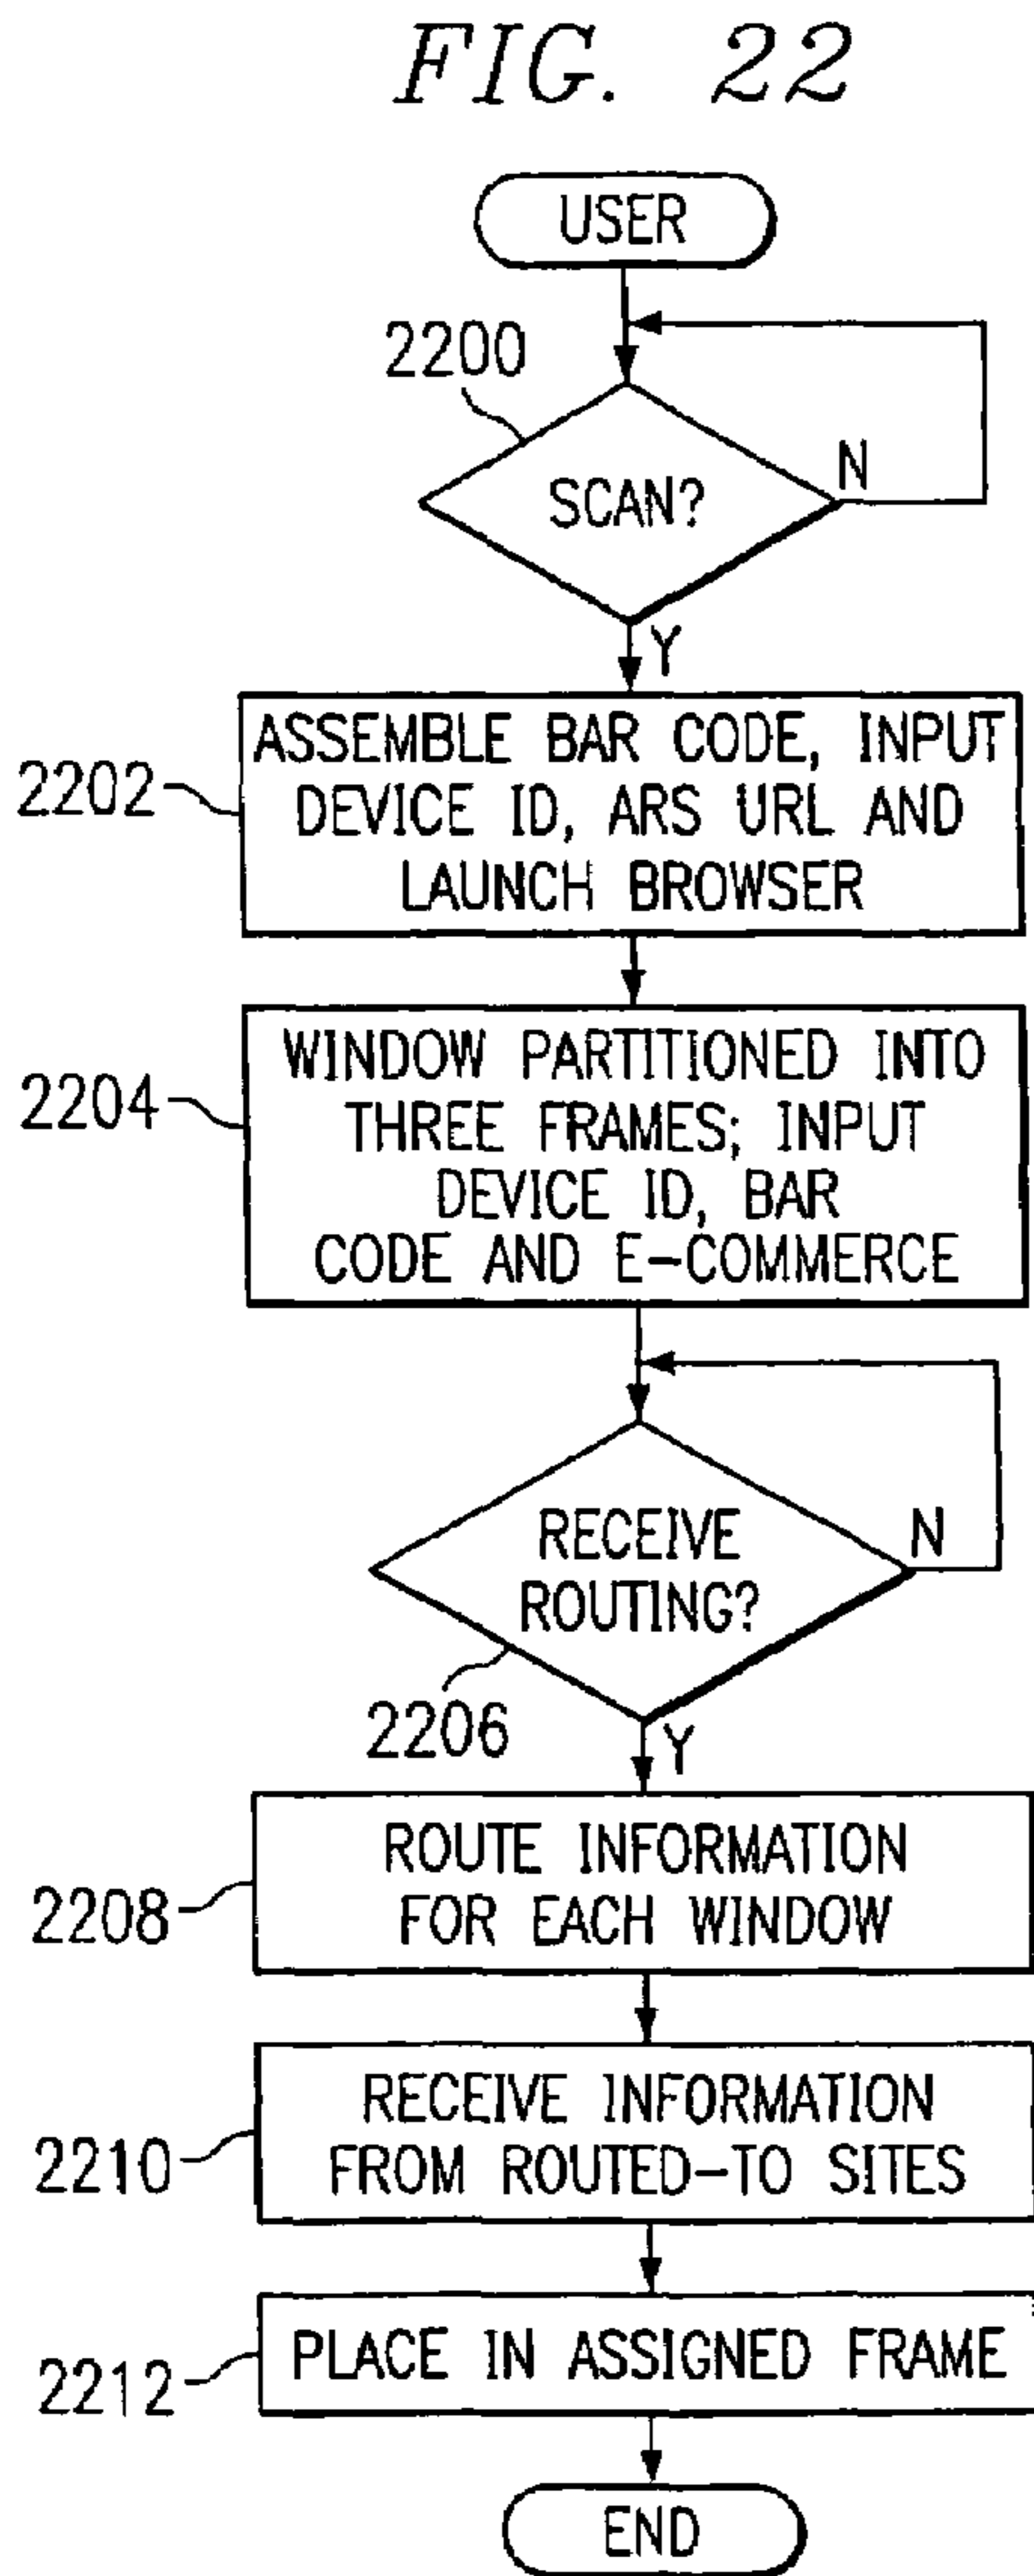 FIG. 22
USER
2200
SCAN?
N
Y
2202
ASSEMBLE BAR CODE, INPUT
DEVICE ID, ARS URL AND
LAUNCH BROWSER
2204
WINDOW PARTITIONED INTO
THREE FRAMES; INPUT
DEVICE ID, BAR
CODE AND E-COMMERCE
RECEIVE
ROUTING?
N
2206
Y
2208
ROUTE INFORMATION
FOR EACH WINDOW
2210
RECEIVE INFORMATION
FROM ROUTED-TO SITES
2212
PLACE IN ASSIGNED FRAME
END